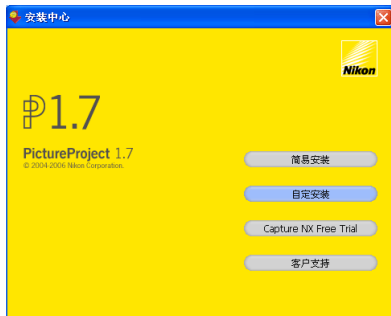 安装中心
Nikon
P1.7
PictureProject 1.7
© 2004-2006 Nikon Corporation.
简易安装
自定安装
Capture NX Free Trial
客户支持